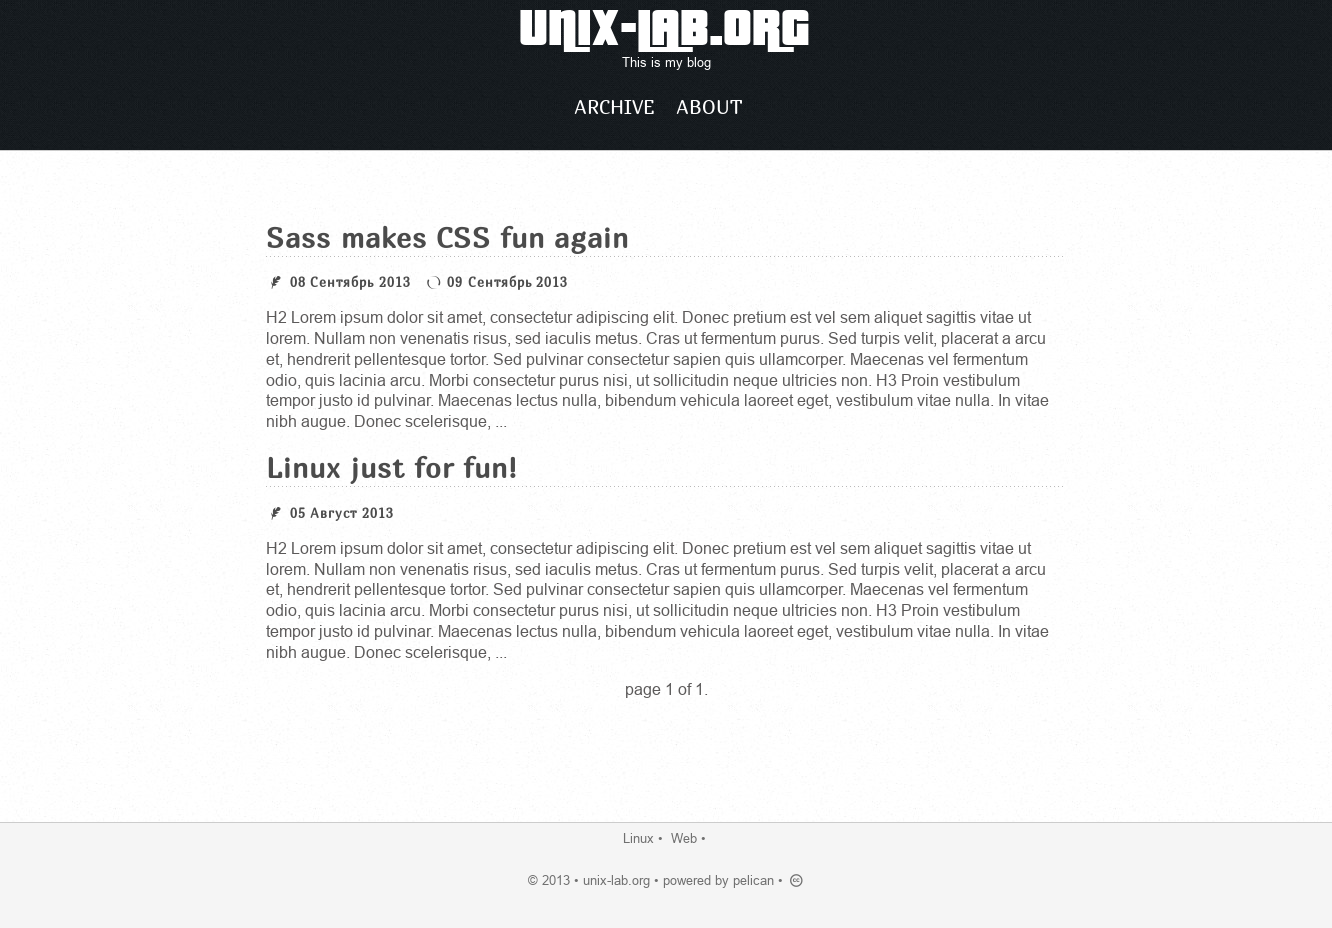 UNIX-LAB.ORG
This is my blog
ARCHIVE ABOUT
Sass makes CSS fun again
08 Сентябрь 2013 09 Сентябрь 2013
H2 Lorem ipsum dolor sit amet, consectetur adipiscing elit. Donec pretium est vel sem aliquet sagittis vitae ut
lorem. Nullam non venenatis risus, sed iaculis metus. Cras ut fermentum purus. Sed turpis velit, placerat a arcu
et, hendrerit pellentesque tortor. Sed pulvinar consectetur sapien quis ullamcorper. Maecenas vel fermentum
odio, quis lacinia arcu. Morbi consectetur purus nisi, ut sollicitudin neque ultricies non. H3 Proin vestibulum
tempor justo id pulvinar. Maecenas lectus nulla, bibendum vehicula laoreet eget, vestibulum vitae nulla. In vitae
nibh augue. Donec scelerisque, ...
Linux just for fun!
05 Август 2013
H2 Lorem ipsum dolor sit amet, consectetur adipiscing elit. Donec pretium est vel sem aliquet sagittis vitae ut
lorem. Nullam non venenatis risus, sed iaculis metus. Cras ut fermentum purus. Sed turpis velit, placerat a arcu
et, hendrerit pellentesque tortor. Sed pulvinar consectetur sapien quis ullamcorper. Maecenas vel fermentum
odio, quis lacinia arcu. Morbi consectetur purus nisi, ut sollicitudin neque ultricies non. H3 Proin vestibulum
tempor justo id pulvinar. Maecenas lectus nulla, bibendum vehicula laoreet eget, vestibulum vitae nulla. In vitae
nibh augue. Donec scelerisque, ...
page 1 of 1.
Linux • Web •
© 2013 • unix-lab.org • powered by pelican • cc